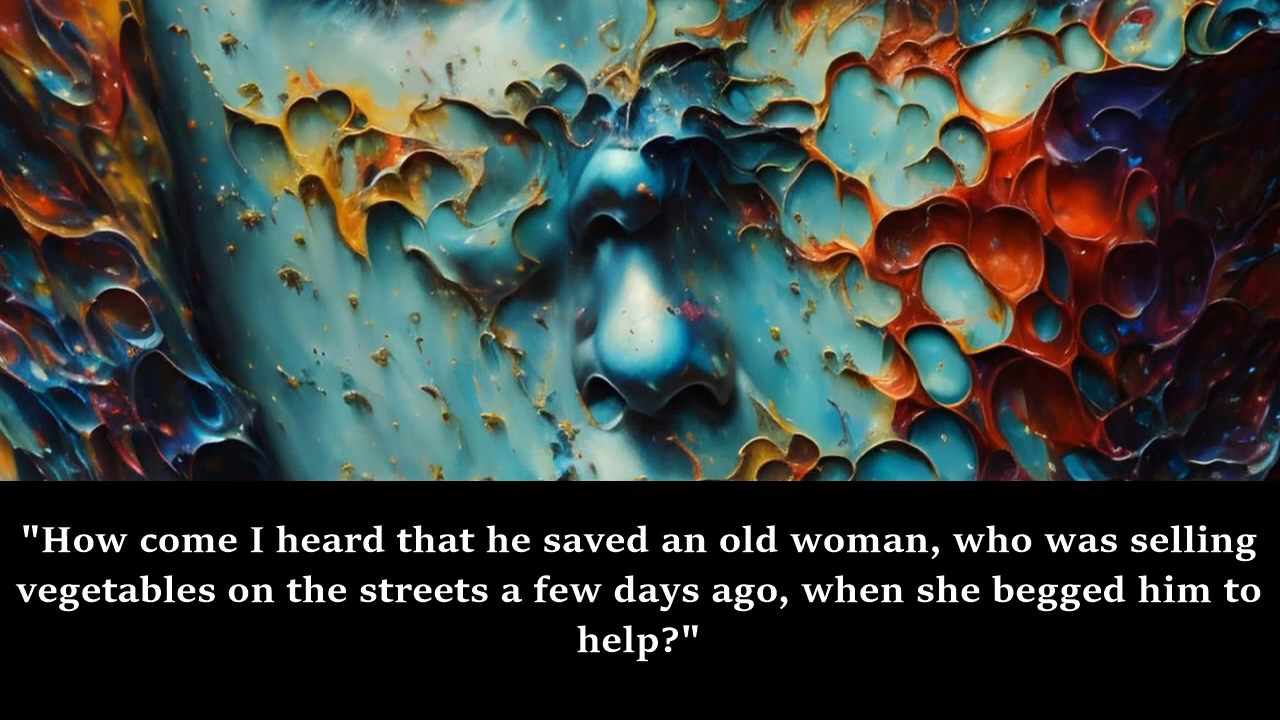 "How come I heard that he saved an old woman, who was selling
vegetables on the streets a few days ago, when she begged him to
help?"